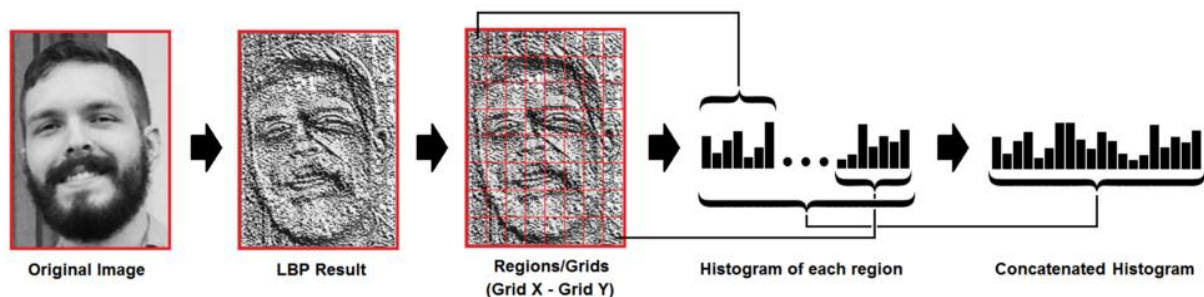 Original Image
LBP Result
Regions/Grids
(Grid X - Grid Y)
Histogram of each region
Concatenated Histogram